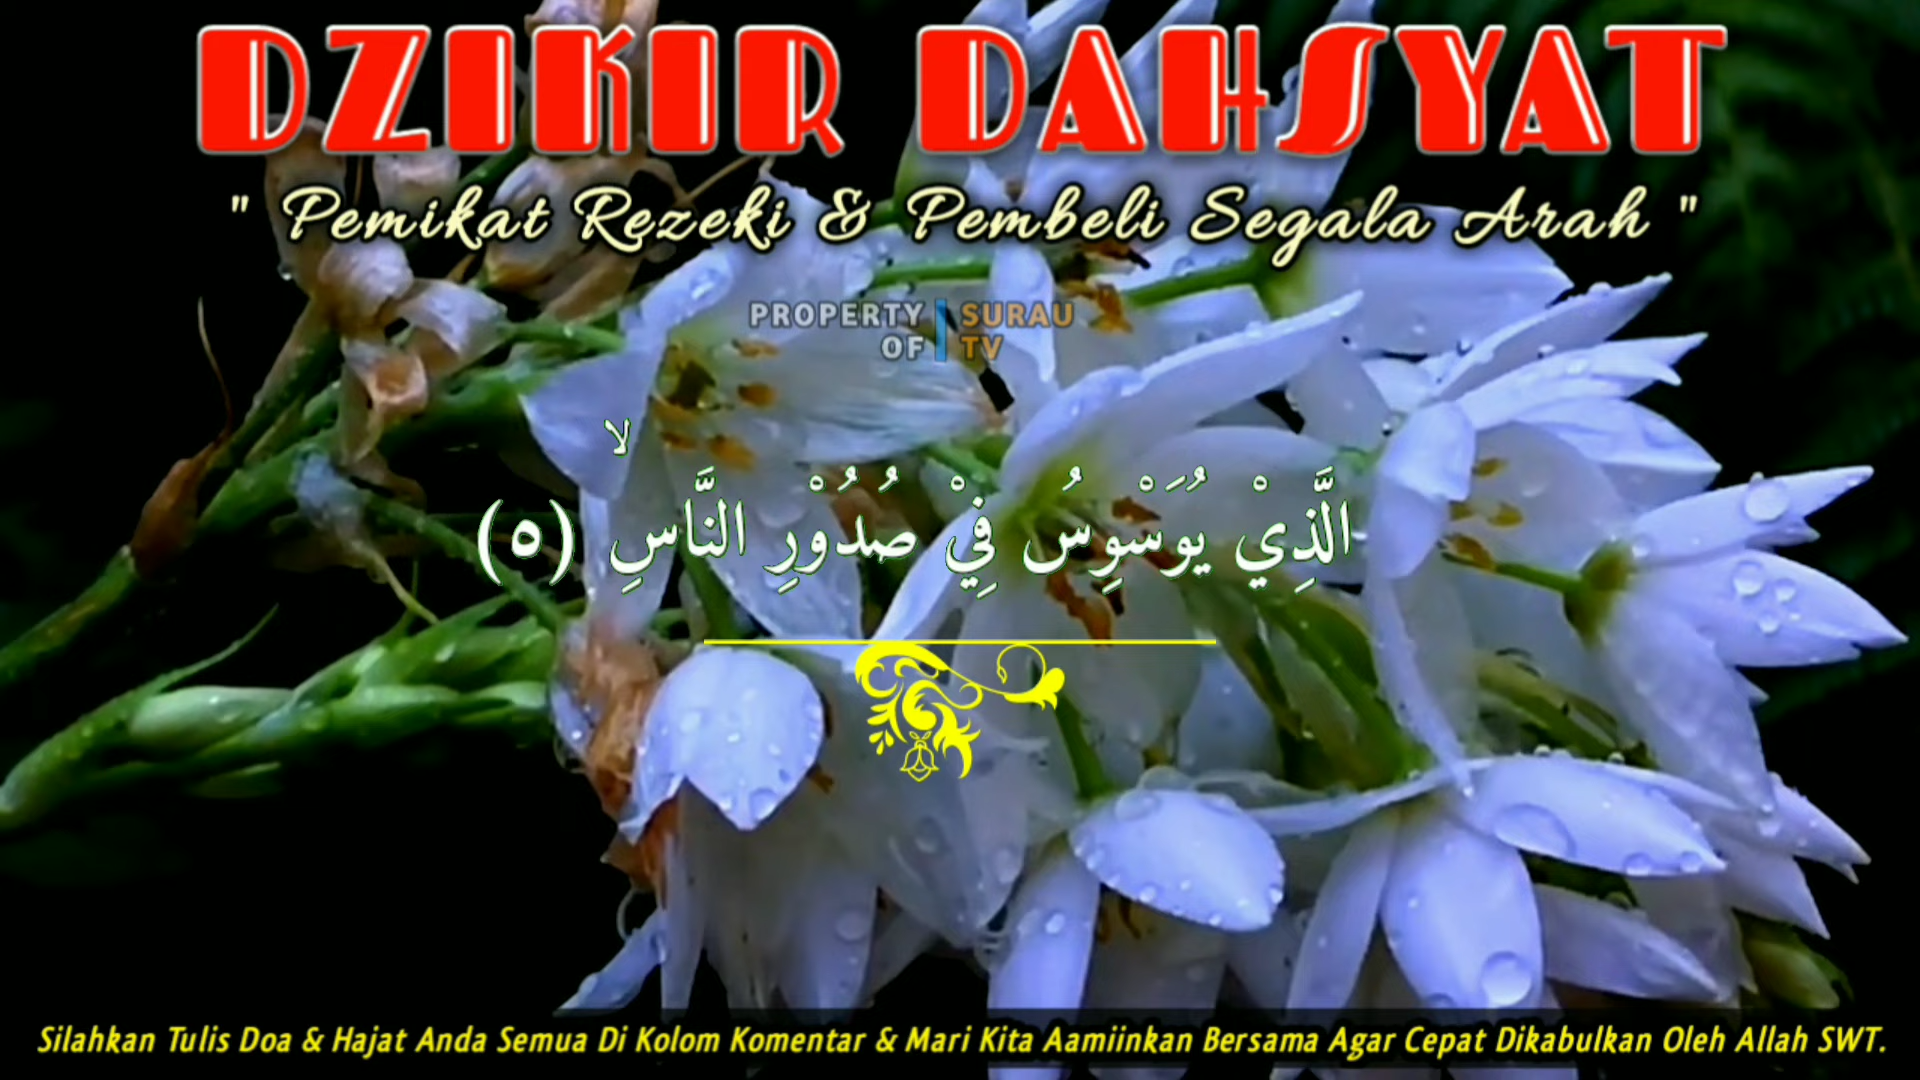 DZIKIR DAHSYAT
" Pemikat Rezeki & Pembeli Segala Arah "
PROPERTY OF | SURAU TV
الَّذِيْ يُوَسْوِسُ فِيْ صُدُوْرِ النَّاسِۙ (٥)
Silahkan Tulis Doa & Hajat Anda Semua Di Kolom Komentar & Mari Kita Aamiinkan Bersama Agar Cepat Dikabulkan Oleh Allah SWT.